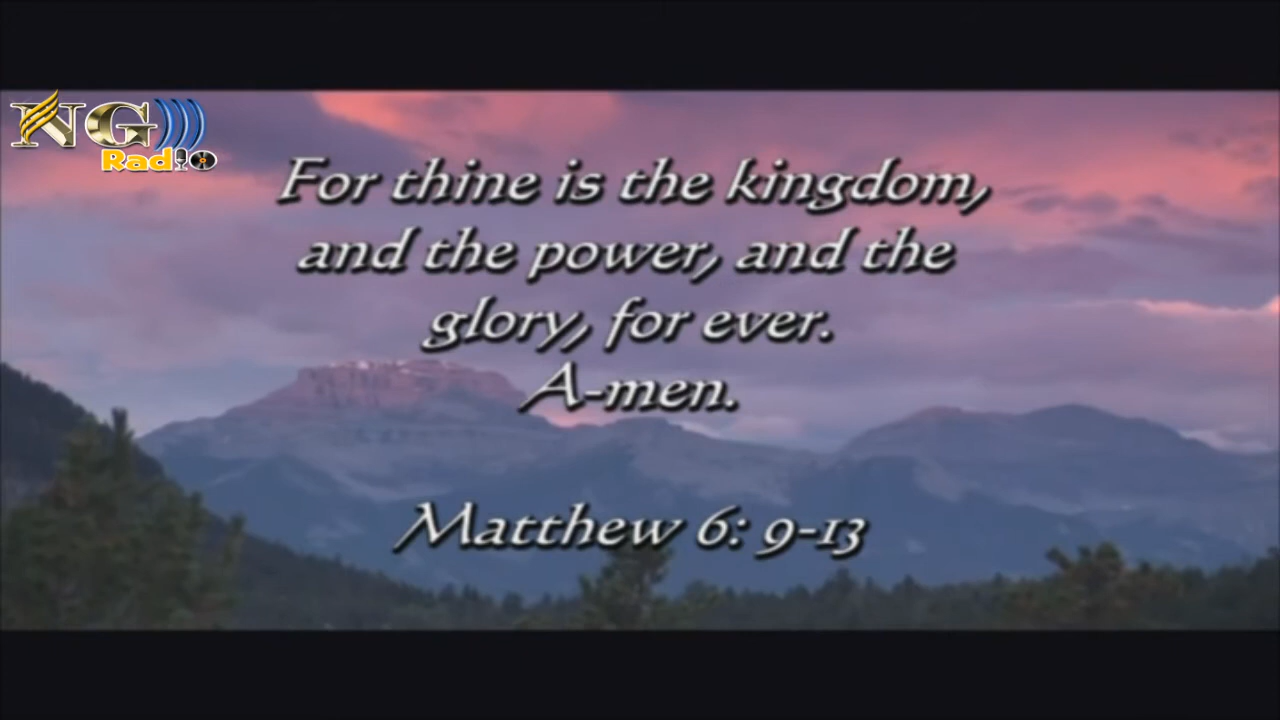 NG
Radio
For thine is the kingdom,
and the power, and the
glory, for ever.
A-men.
Matthew 6: 9-13